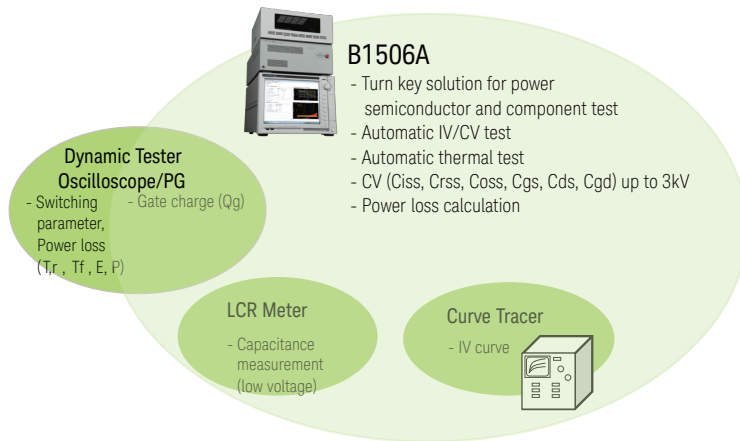 B1506A
- Turn key solution for power
semiconductor and component test
- Automatic IV/CV test
- Automatic thermal test
- CV (Ciss, Crss, Coss, Cgs, Cds, Cgd) up to 3kV
- Power loss calculation
Dynamic Tester
Oscilloscope/PG
- Switching
parameter,
Power loss
(T,r , Tf , E, P)
- Gate charge (Qg)
LCR Meter
- Capacitance
measurement
(low voltage)
Curve Tracer
- IV curve